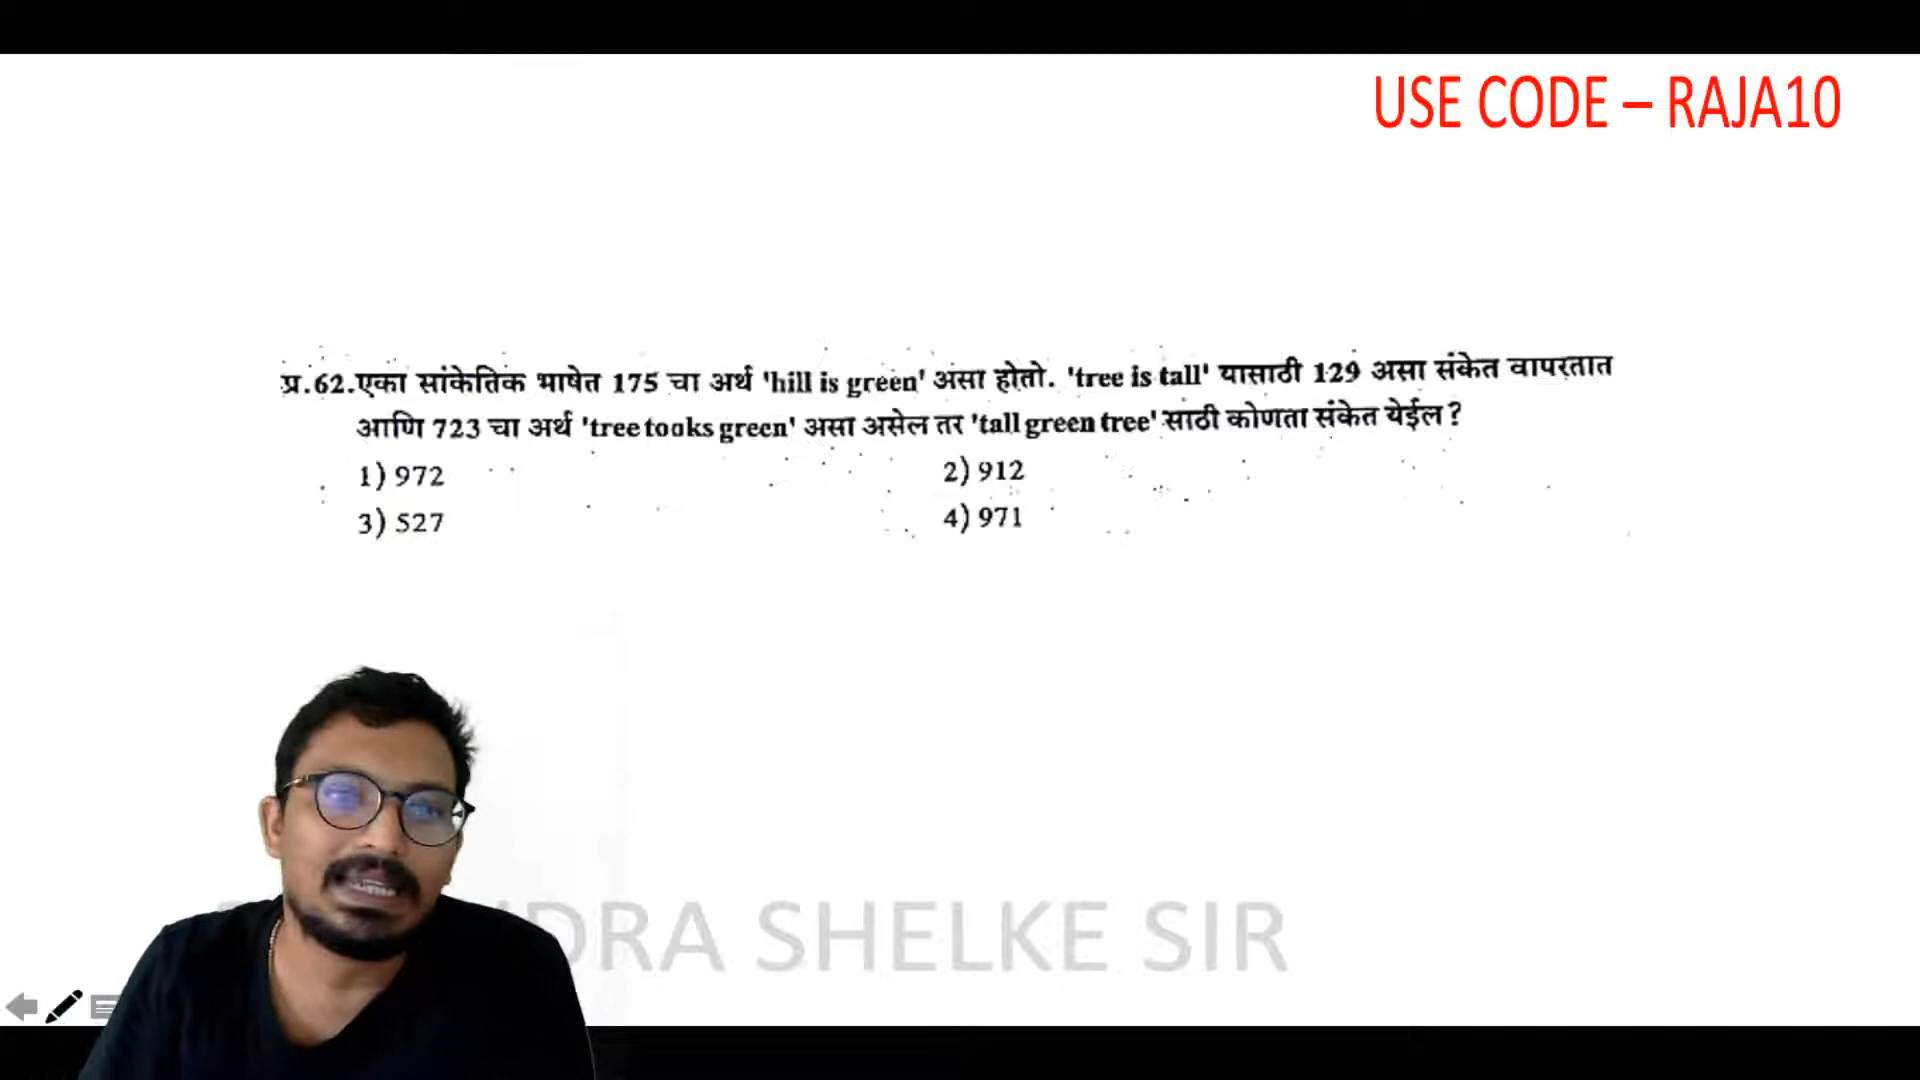 USE CODE – RAJA10
प्र.62.एका सांकेतिक भाषेत 175 चा अर्थ 'hill is green' असा होतो. 'tree is tall' यासाठी 129 असा संकेत वापरतात
आणि 723 चा अर्थ 'tree tooks green' असा असेल तर 'tall green tree' साठी कोणता संकेत येईल?
1) 972 2) 912
3) 527 4) 971
DRA SHELKE SIR